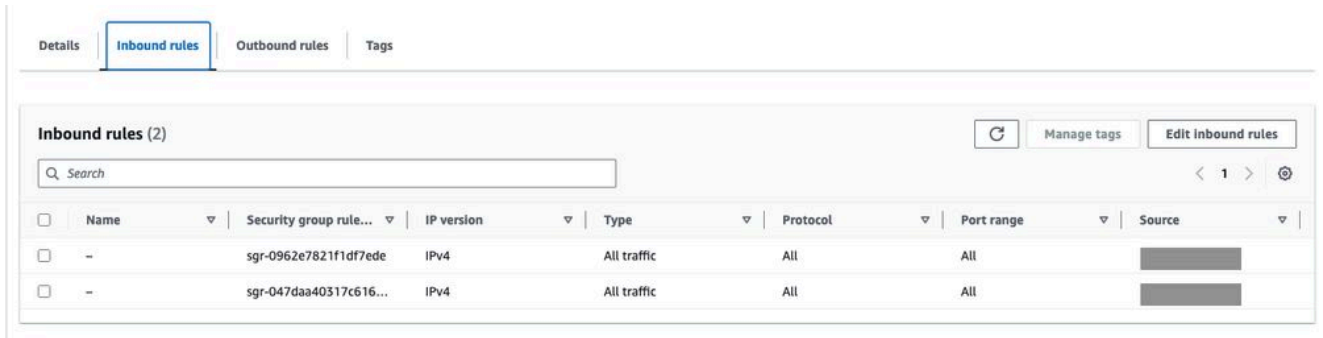 Details Inbound rules Outbound rules Tags
Inbound rules (2) Manage tags Edit inbound rules
Search 1
Name Security group rule... IP version Type Protocol Port range Source
– sgr-0962e7821f1df7ede IPv4 All traffic All All
– sgr-047daa40317c616... IPv4 All traffic All All